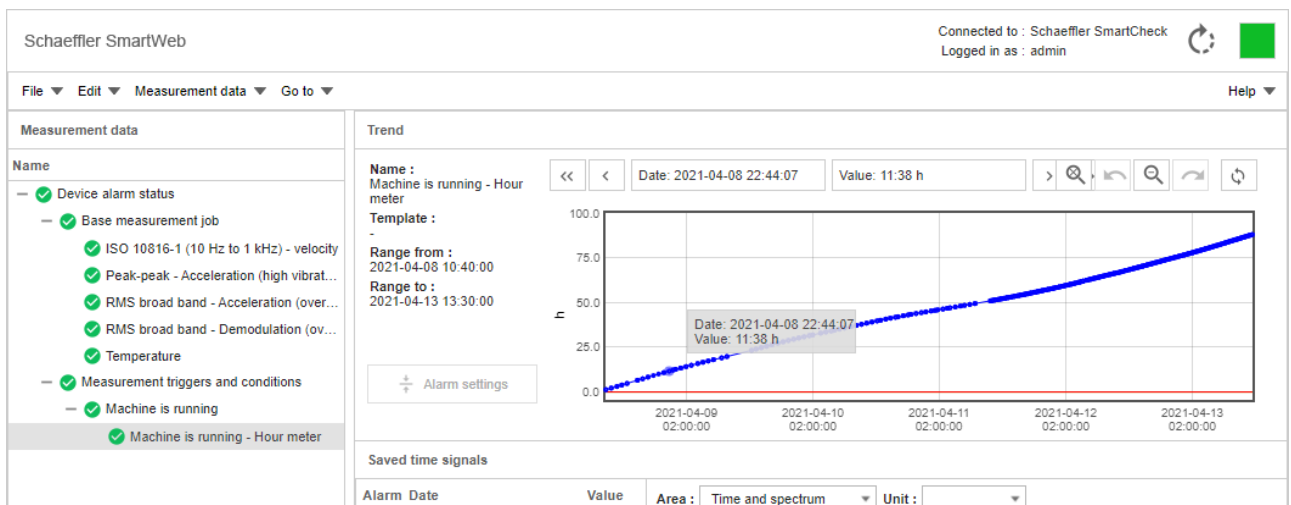 Schaeffler SmartWeb
Connected to : Schaeffler SmartCheck
Logged in as : admin
File Edit Measurement data Go to Help
Measurement data
Name
Device alarm status
Base measurement job
ISO 10816-1 (10 Hz to 1 kHz) - velocity
Peak-peak - Acceleration (high vibrat...
RMS broad band - Acceleration (over...
RMS broad band - Demodulation (ov...
Temperature
Measurement triggers and conditions
Machine is running
Machine is running - Hour meter
Trend
Name :
Machine is running - Hour
meter
Template :
-
Range from :
2021-04-08 10:40:00
Range to :
2021-04-13 13:30:00
Alarm settings
<< < Date: 2021-04-08 22:44:07 Value: 11:38 h >
100.0
75.0
50.0
25.0
0.0
h
Date: 2021-04-08 22:44:07
Value: 11:38 h
2021-04-09 2021-04-10 2021-04-11 2021-04-12 2021-04-13
02:00:00 02:00:00 02:00:00 02:00:00 02:00:00
Saved time signals
Alarm Date Value Area : Time and spectrum Unit :